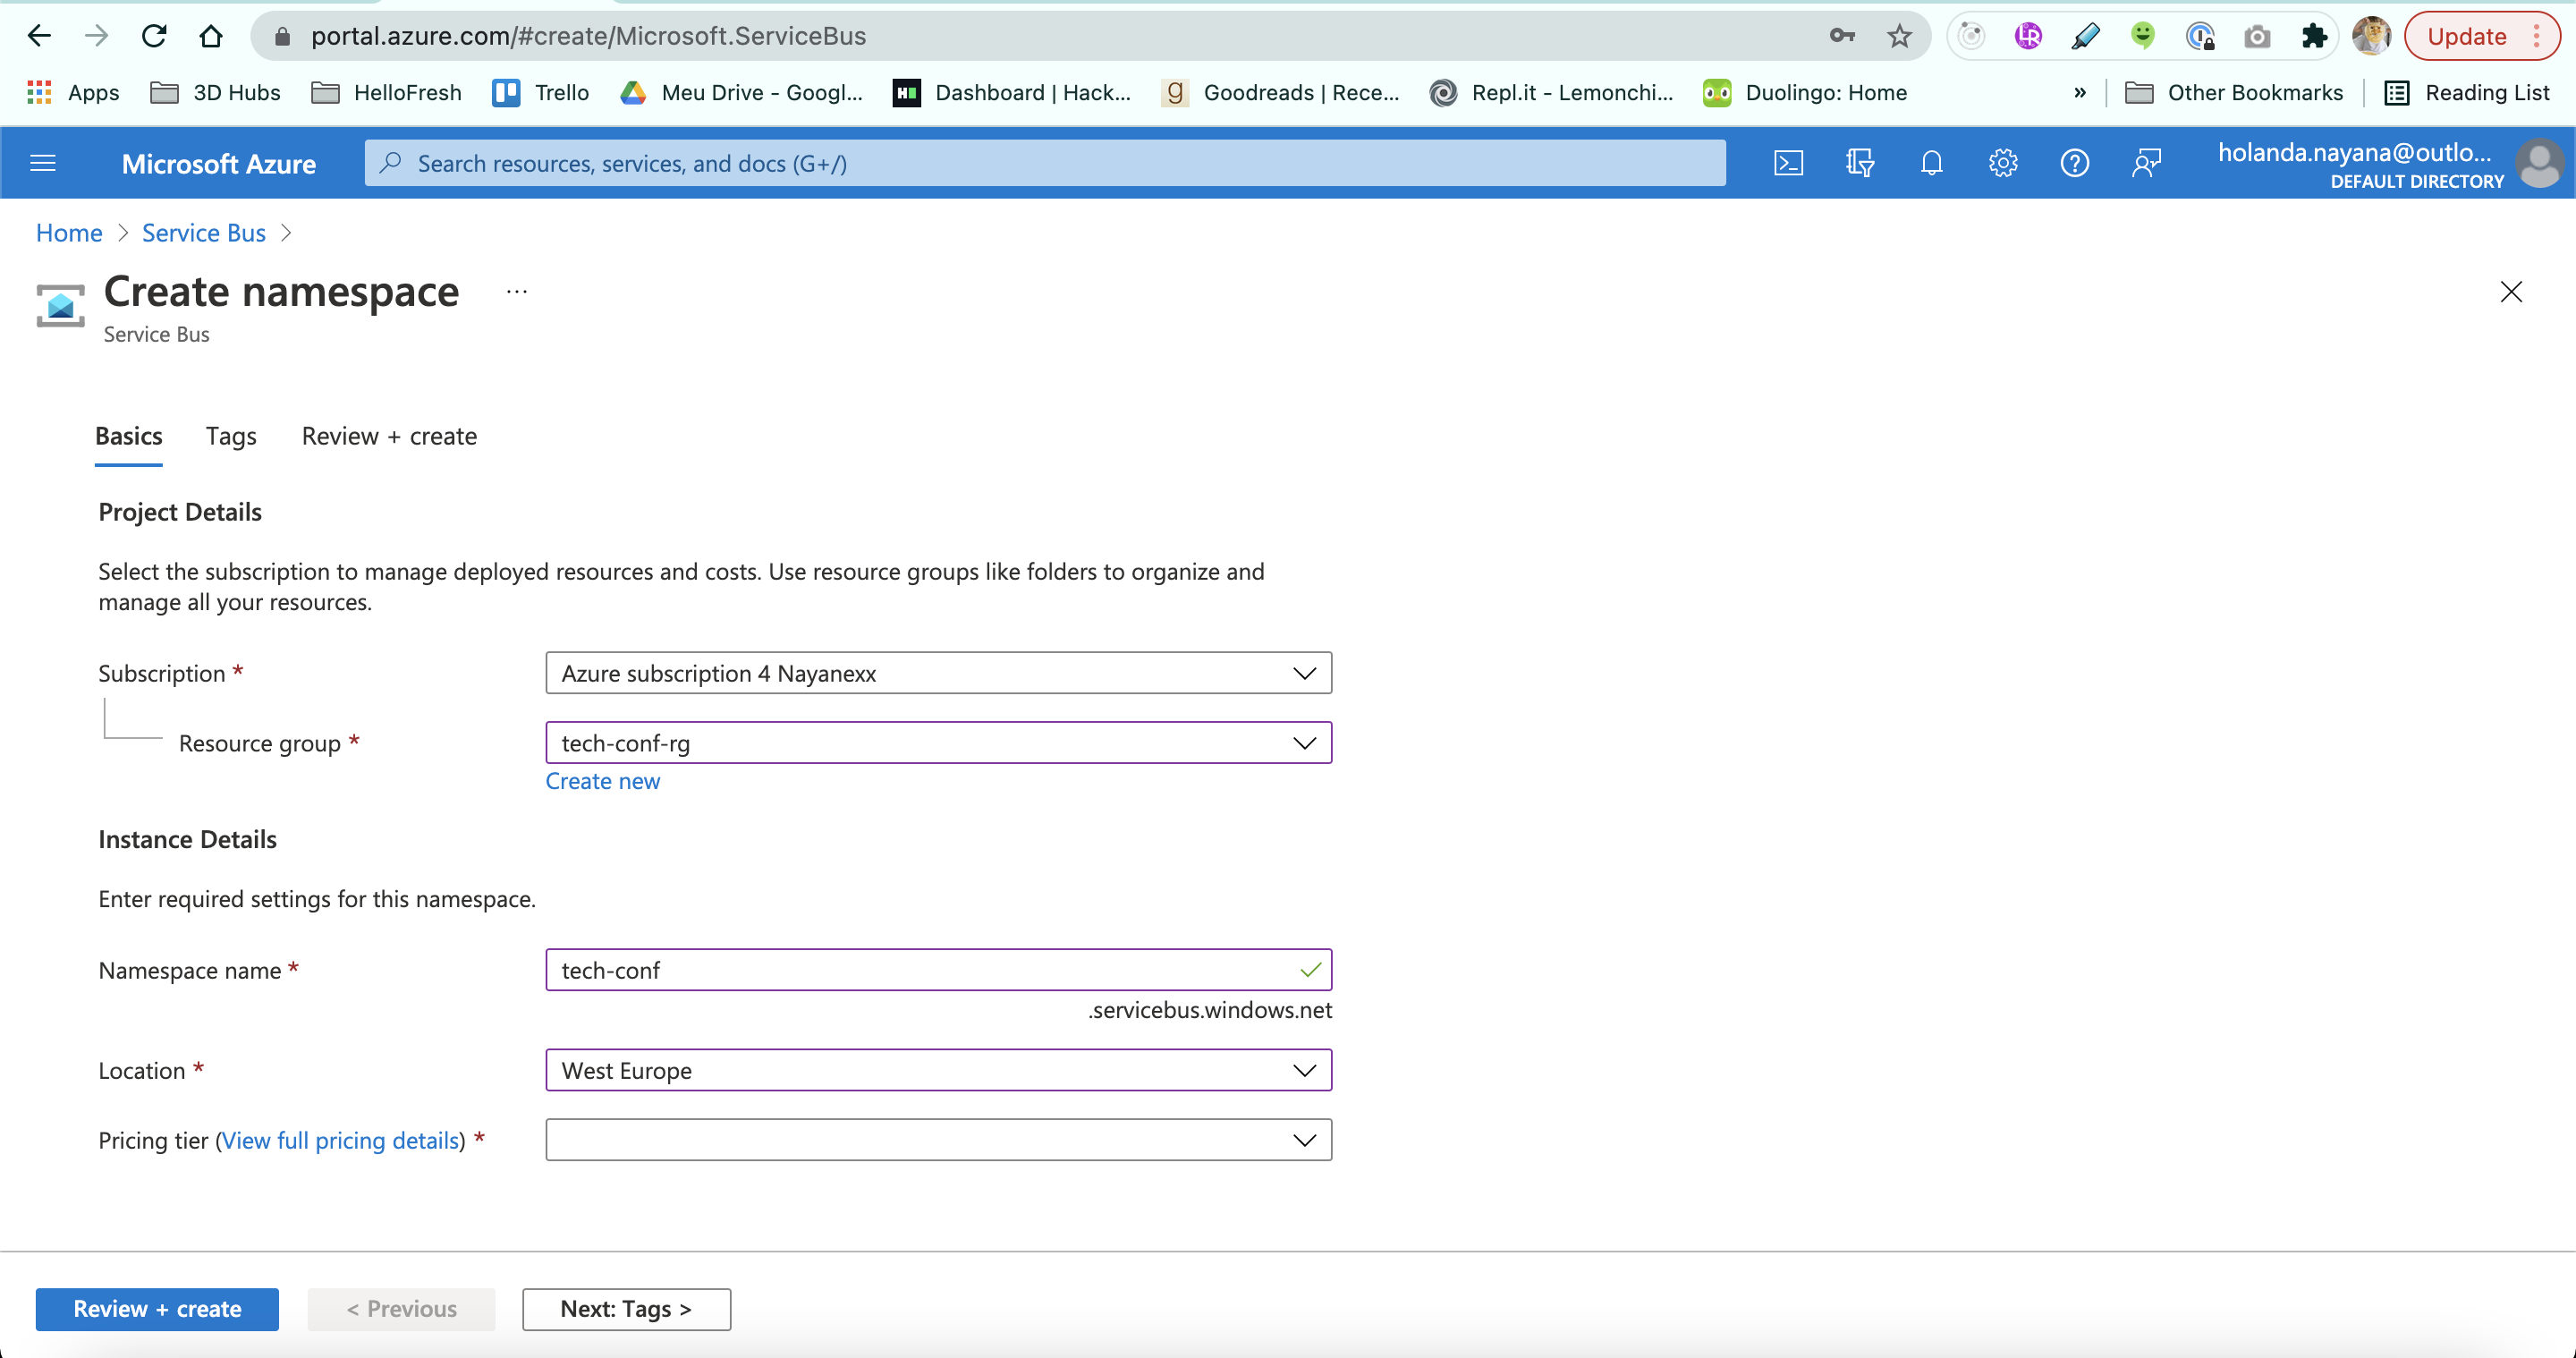 portal.azure.com/#create/Microsoft.ServiceBus
Update
Apps
3D Hubs
HelloFresh
Trello
Meu Drive - Googl...
Dashboard | Hack...
Goodreads | Rece...
Repl.it - Lemonchi...
Duolingo: Home
»
Other Bookmarks
Reading List
Microsoft Azure
Search resources, services, and docs (G+/)
holanda.nayana@outlo...
DEFAULT DIRECTORY
Home > Service Bus >
Create namespace ...
Service Bus
Basics
Tags
Review + create
Project Details
Select the subscription to manage deployed resources and costs. Use resource groups like folders to organize and
manage all your resources.
Subscription *
Azure subscription 4 Nayanexx
Resource group *
tech-conf-rg
Create new
Instance Details
Enter required settings for this namespace.
Namespace name *
tech-conf
.servicebus.windows.net
Location *
West Europe
Pricing tier (View full pricing details) *
Review + create
< Previous
Next: Tags >